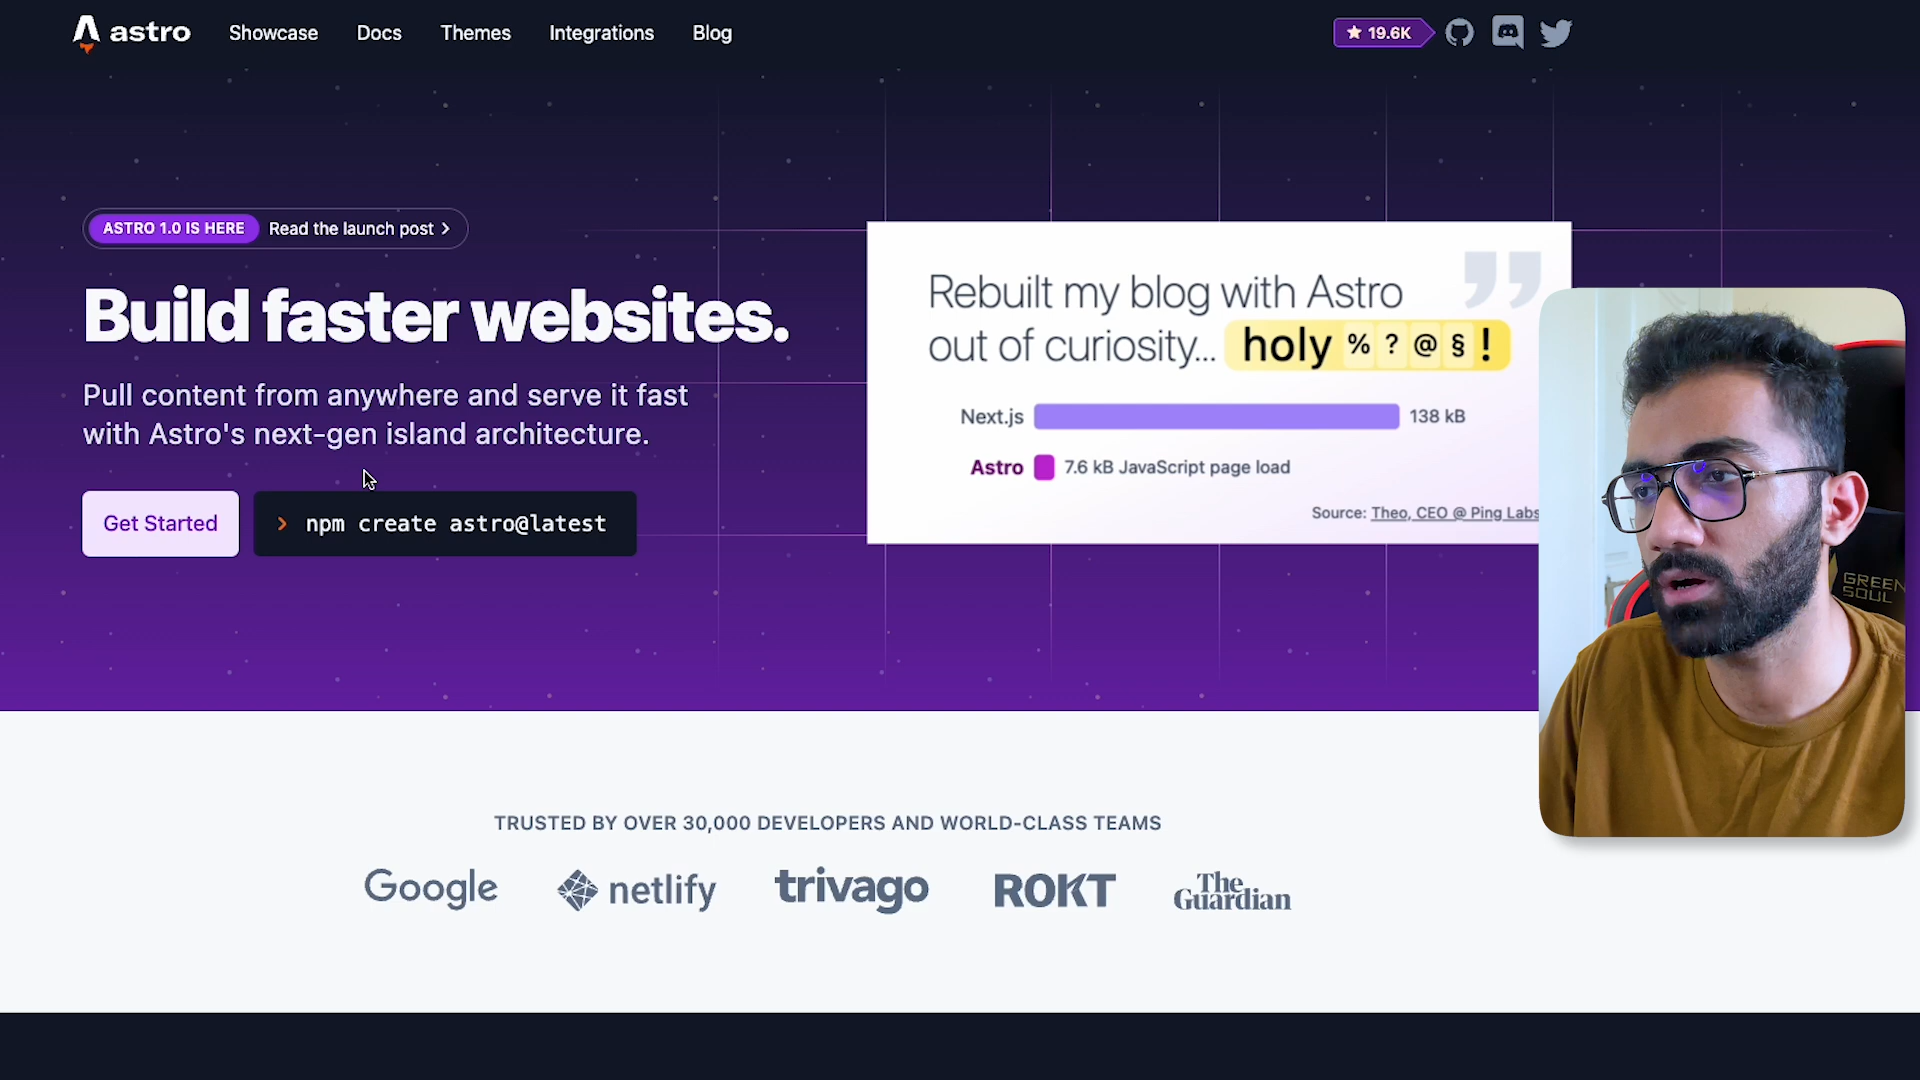 astro
Showcase
Docs
Themes
Integrations
Blog
19.6K
ASTRO 1.0 IS HERE
Read the launch post
Build faster websites.
Pull content from anywhere and serve it fast
with Astro's next-gen island architecture.
Get Started
> npm create astro@latest
Rebuilt my blog with Astro
out of curiosity... holy % ? @ § !
Next.js 138 kB
Astro 7.6 kB JavaScript page load
Source: Theo, CEO @ Ping Labs
GREEN
SOUL
TRUSTED BY OVER 30,000 DEVELOPERS AND WORLD-CLASS TEAMS
Google
netlify
trivago
ROKT
The
Guardian